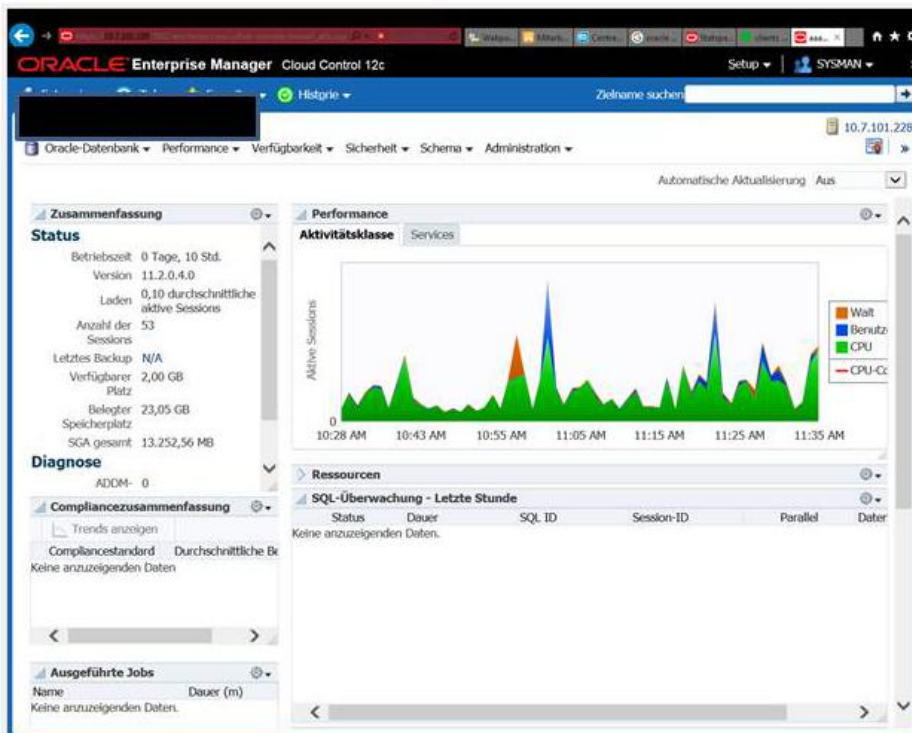 ORACLE Enterprise Manager Cloud Control 12c
Setup
SYSMAN
Historie
Zielname suchen
10.7.101.228
Oracle-Datenbank
Performance
Verfügbarkeit
Sicherheit
Schema
Administration
Automatische Aktualisierung Aus
Zusammenfassung
Status
Betriebszeit 0 Tage, 10 Std.
Version 11.2.0.4.0
Laden 0,10 durchschnittliche
aktive Sessions
Anzahl der 53
Sessions
Letztes Backup N/A
Verfügbarer 2,00 GB
Platz
Belegter 23,05 GB
Speicherplatz
SGA gesamt 13.252,56 MB
Diagnose
ADDM- 0
Compliancezusammenfassung
Trends anzeigen
Compliancestandard Durchschnittliche Be
Keine anzuzeigenden Daten
Ausgeführte Jobs
Name Dauer (m)
Keine anzuzeigenden Daten.
Performance
Aktivitätsklasse Services
Aktive Sessions
0
10:28 AM 10:43 AM 10:55 AM 11:05 AM 11:15 AM 11:25 AM 11:35 AM
Wait
Benutze
CPU
CPU-Co
Ressourcen
SQL-Überwachung - Letzte Stunde
Status Dauer SQL ID Session-ID Parallel Daten
Keine anzuzeigenden Daten.